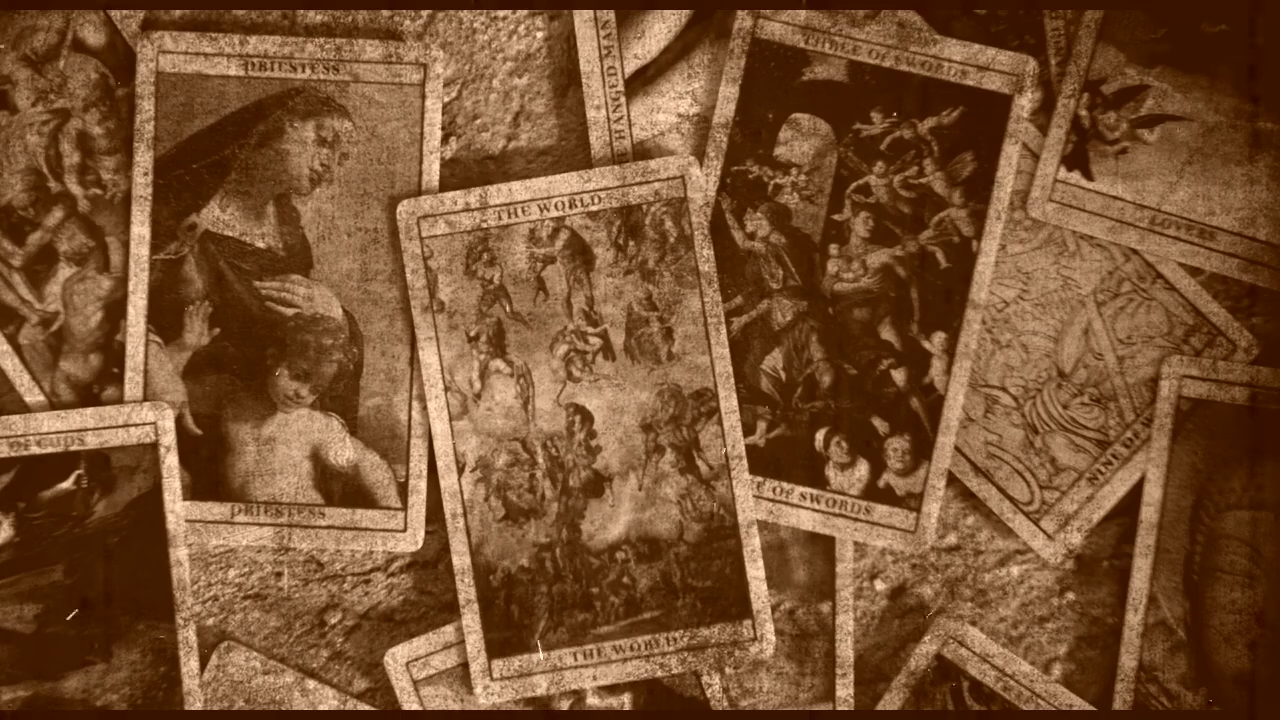 PRIESTESS
THE HANGED MAN
THREE OF SWORDS
THE WORLD
LOVERS
OF CUPS
NINE OF
E OF SWORDS
PRIESTESS
THE WORLD